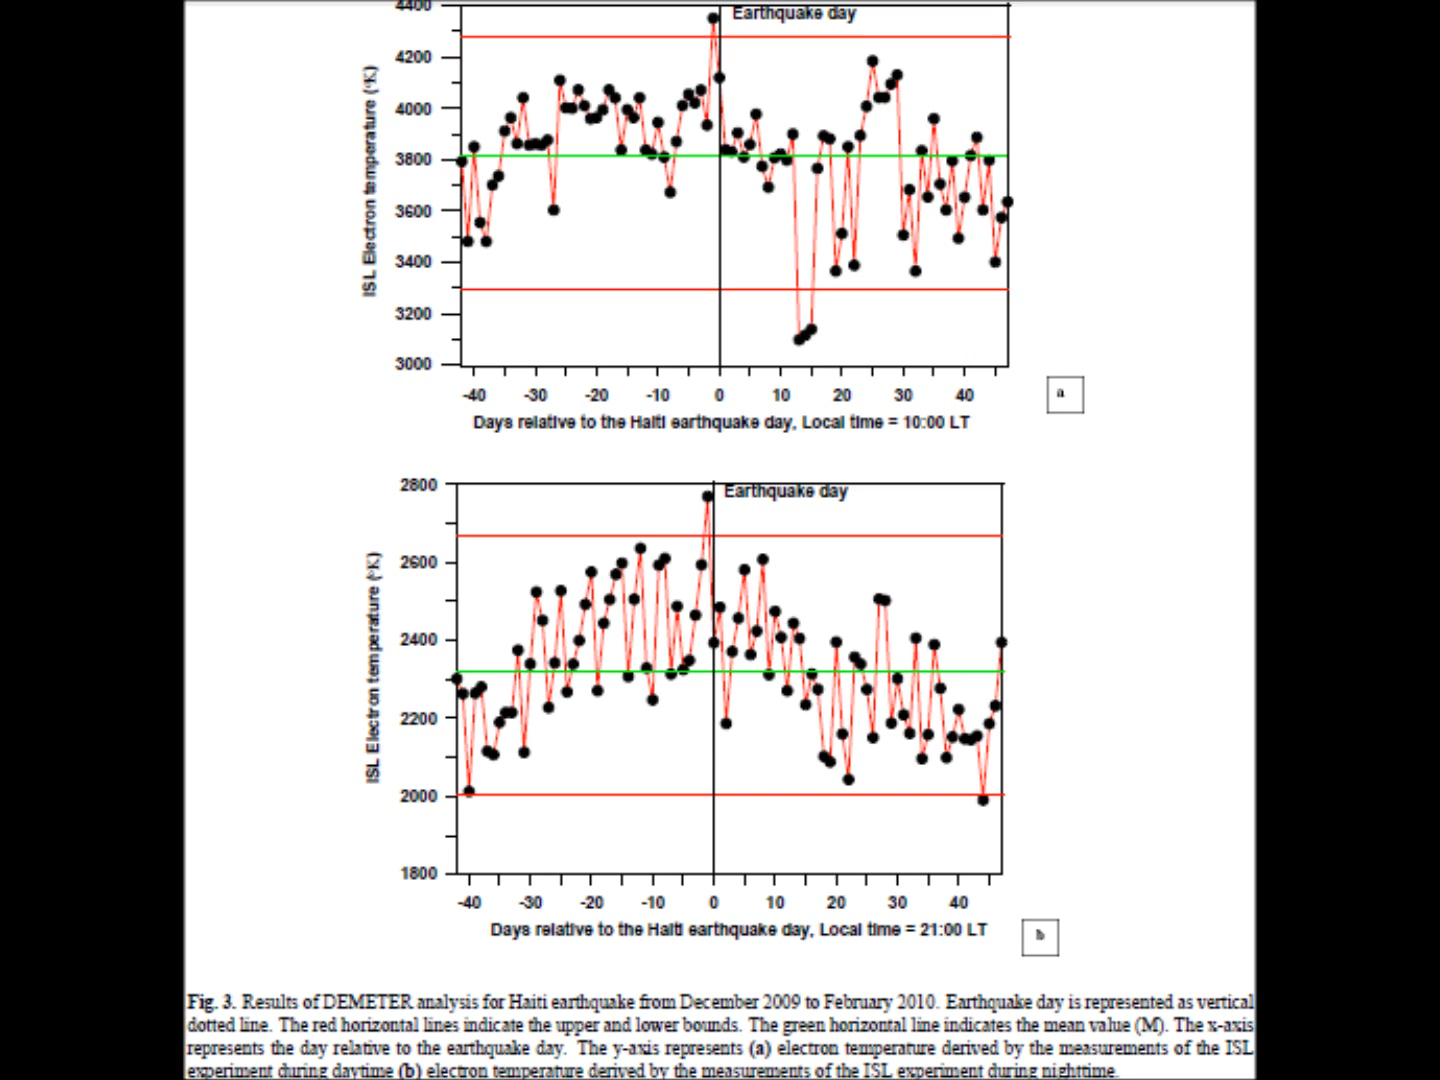 4400
Earthquake day
4200
4000
3800
3600
3400
3200
3000
ISL Electron temperature (°K)
-40 -30 -20 -10 0 10 20 30 40
Days relative to the Haiti earthquake day, Local time = 10:00 LT
a
2800
Earthquake day
2600
2400
2200
2000
1800
ISL Electron temperature (°K)
-40 -30 -20 -10 0 10 20 30 40
Days relative to the Haiti earthquake day, Local time = 21:00 LT
b
Fig. 3. Results of DEMETER analysis for Haiti earthquake from December 2009 to February 2010. Earthquake day is represented as vertical
dotted line. The red horizontal lines indicate the upper and lower bounds. The green horizontal line indicates the mean value (M). The x-axis
represents the day relative to the earthquake day. The y-axis represents (a) electron temperature derived by the measurements of the ISL
experiment during daytime (b) electron temperature derived by the measurements of the ISL experiment during nighttime.